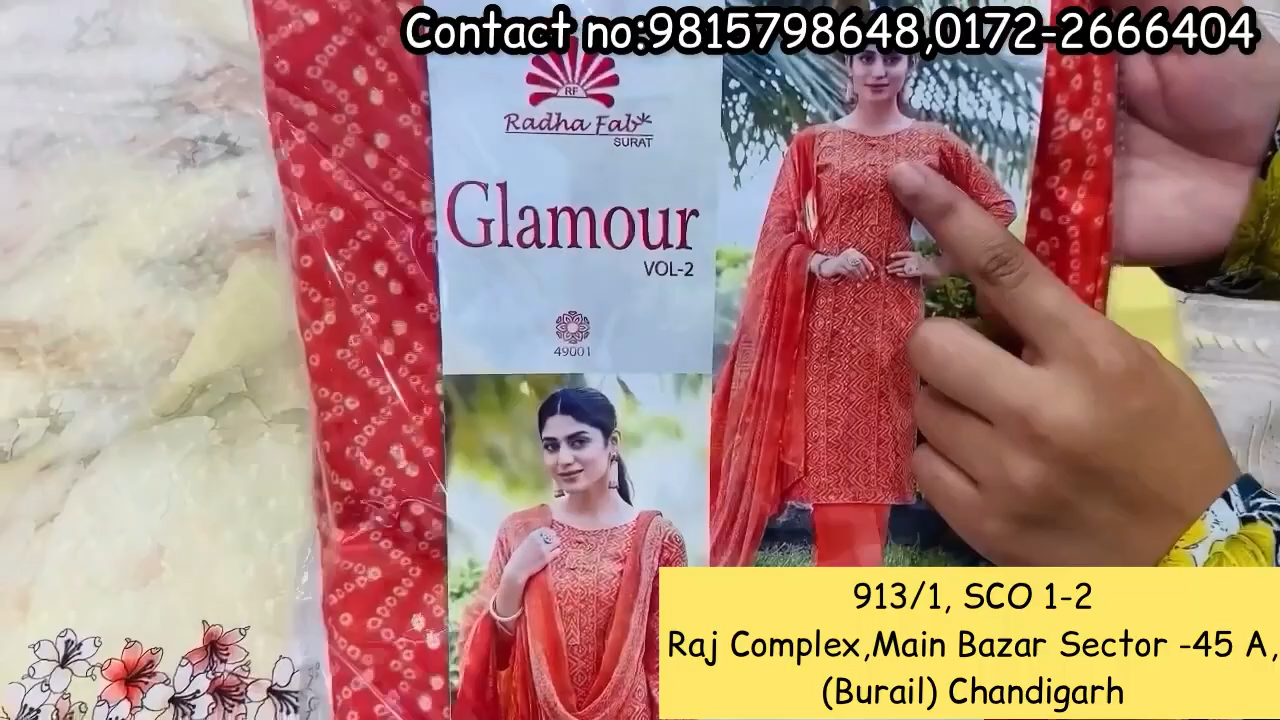 Contact no:9815798648,0172-2666404
RF
Radha Fab
SURAT
Glamour
VOL-2
49001
913/1, SCO 1-2
Raj Complex,Main Bazar Sector -45 A,
(Burail) Chandigarh